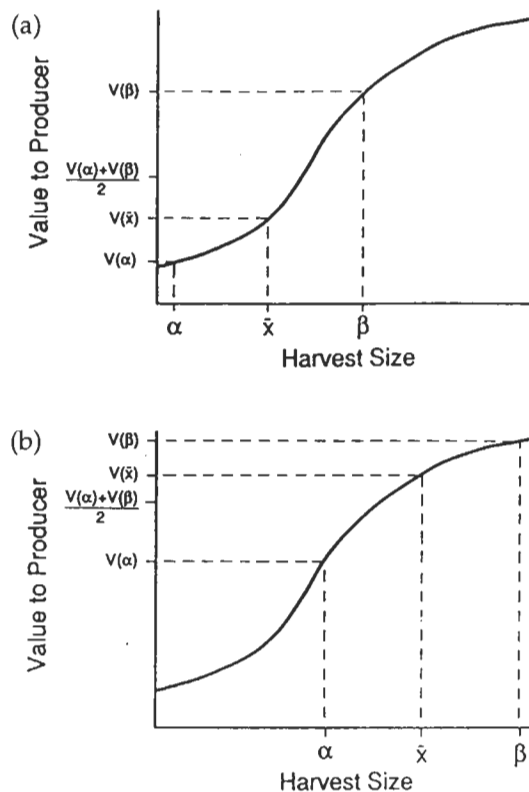 (a)
Value to Producer
V(β)
V(α)+V(β)
2
V(x̄)
V(α)
α x̄ β
Harvest Size
(b)
Value to Producer
V(β)
V(x̄)
V(α)+V(β)
2
V(α)
α x̄ β
Harvest Size